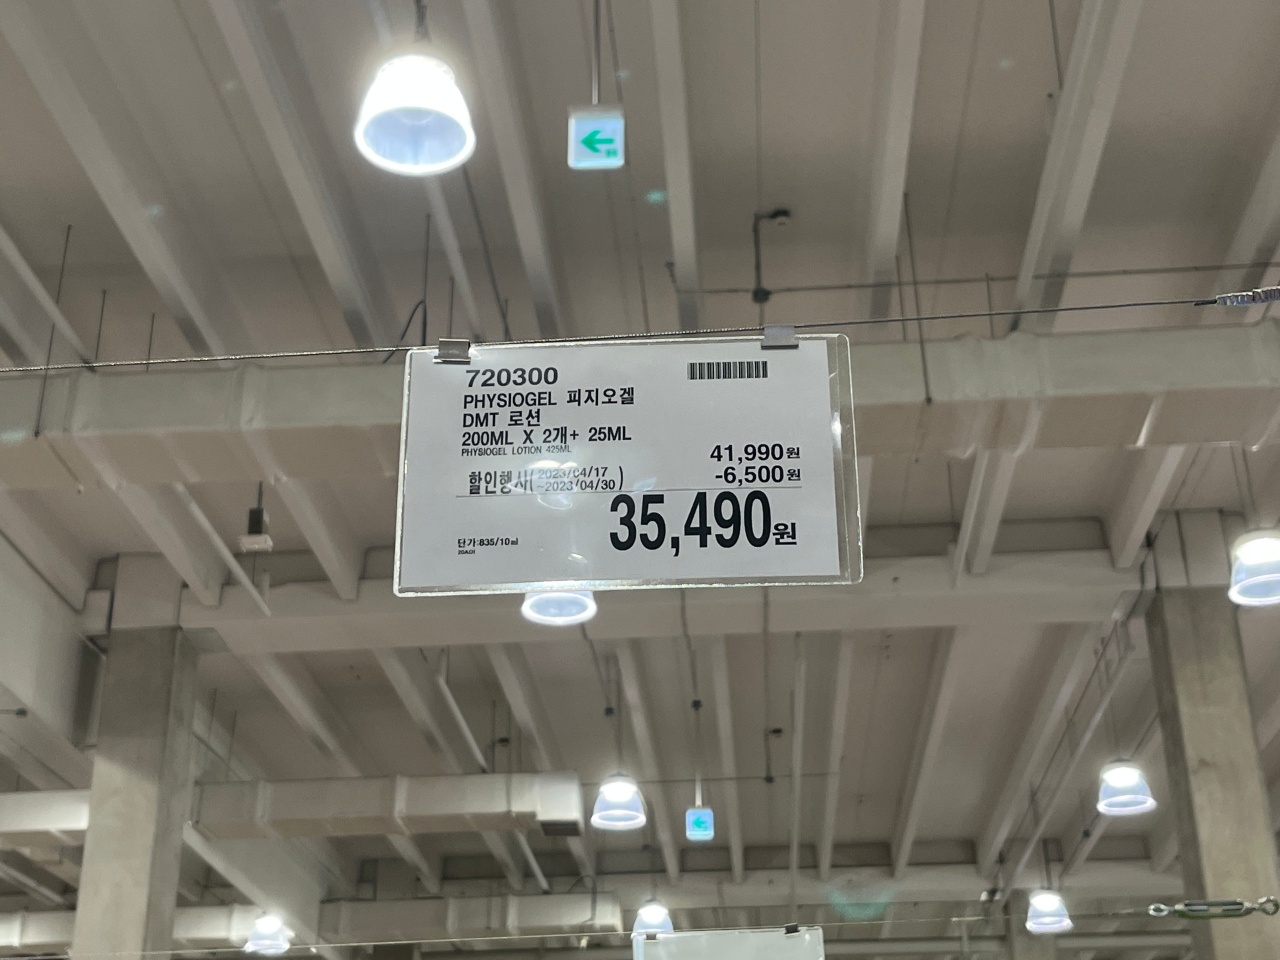 720300
PHYSIOGEL 피지오겔
DMT 로션
200ML X 2개+ 25ML
PHYSIOGEL LOTION 425ML
41,990원
할인행사(2023/04/17
~2023/04/30)
-6,500원
35,490원
단가:835/10㎖